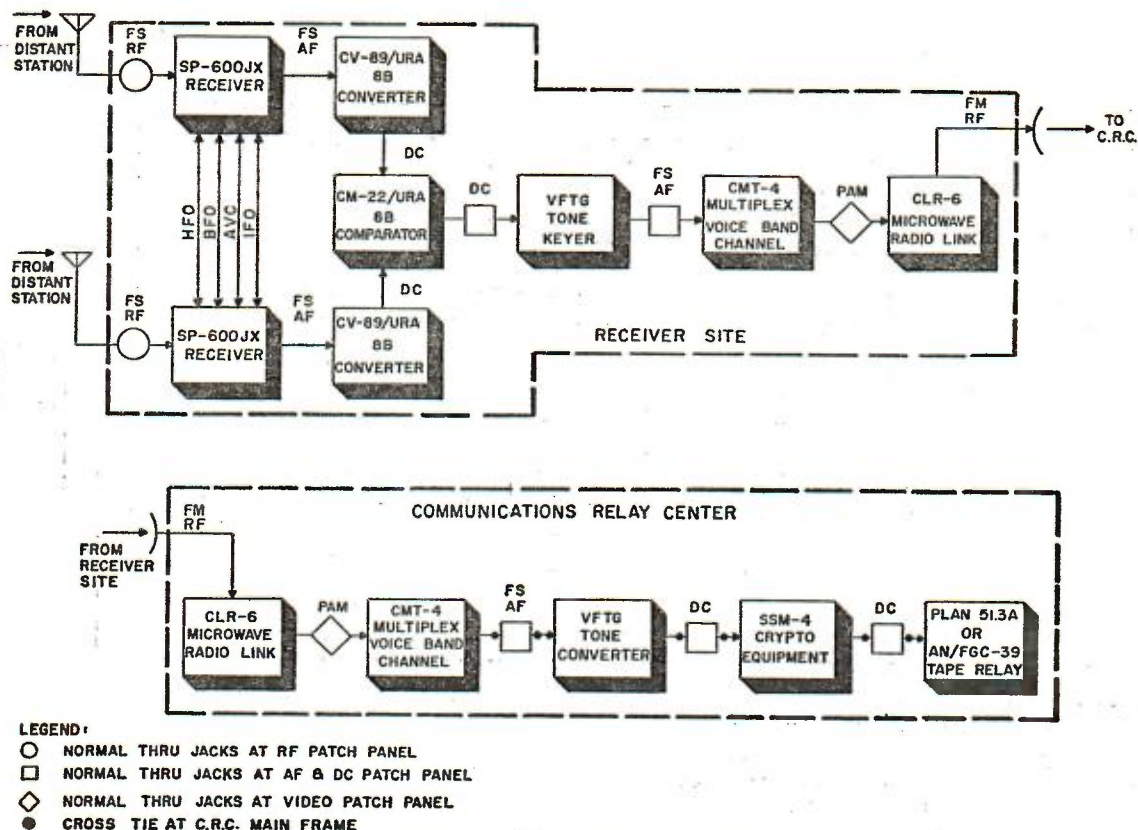 FROM
DISTANT
STATION
FS
RF
SP-600JX
RECEIVER
FS
AF
CV-89/URA
8B
CONVERTER
DC
HFO
BFO
AVC
IFO
CM-22/URA
8B
COMPARATOR
DC
VFTG
TONE
KEYER
FS
AF
CMT-4
MULTIPLEX
VOICE BAND
CHANNEL
PAM
CLR-6
MICROWAVE
RADIO LINK
FM
RF
TO
C.R.C.
FROM
DISTANT
STATION
FS
RF
SP-600JX
RECEIVER
FS
AF
DC
CV-89/URA
8B
CONVERTER
RECEIVER SITE
COMMUNICATIONS RELAY CENTER
FROM
RECEIVER
SITE
FM
RF
CLR-6
MICROWAVE
RADIO LINK
PAM
CMT-4
MULTIPLEX
VOICE BAND
CHANNEL
FS
AF
VFTG
TONE
CONVERTER
DC
SSM-4
CRYPTO
EQUIPMENT
DC
PLAN 51.3A
OR
AN/FGC-39
TAPE RELAY
LEGEND:
NORMAL THRU JACKS AT RF PATCH PANEL
NORMAL THRU JACKS AT AF & DC PATCH PANEL
NORMAL THRU JACKS AT VIDEO PATCH PANEL
CROSS TIE AT C.R.C. MAIN FRAME